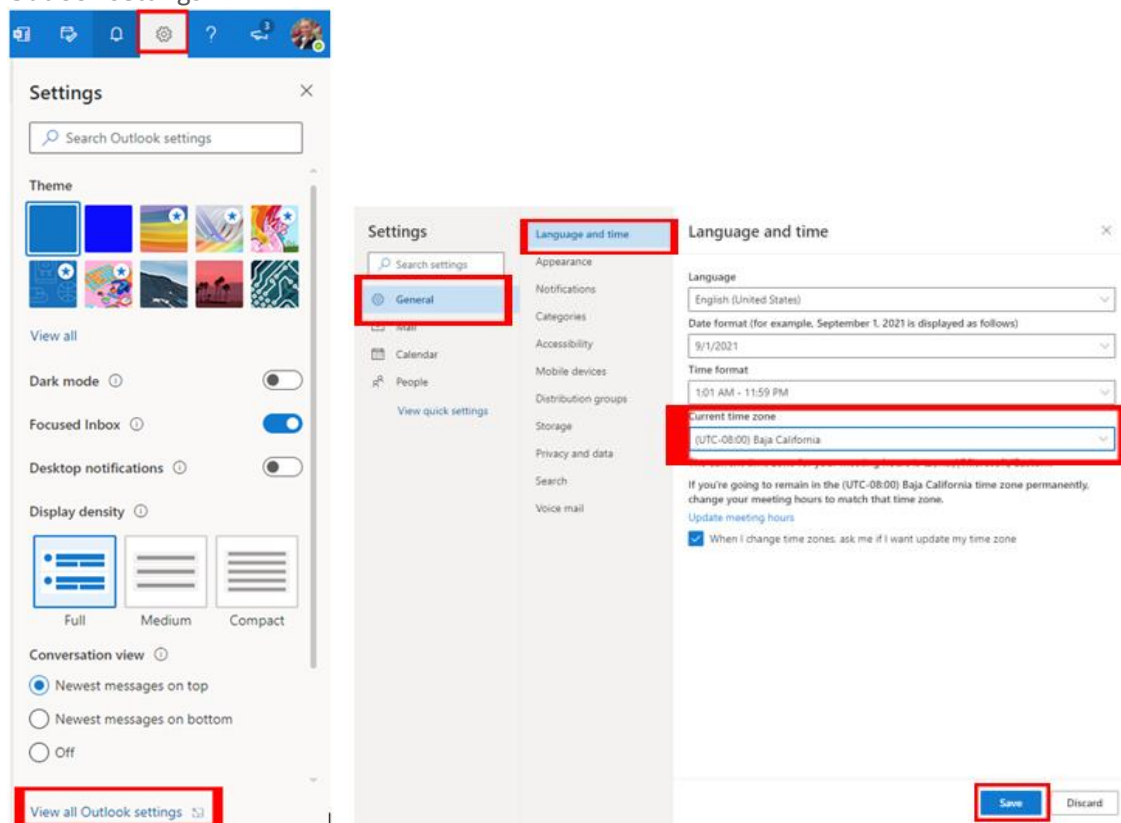 ?
3
Settings
Search Outlook settings
Theme
View all
Dark mode
Focused Inbox
Desktop notifications
Display density
Full Medium Compact
Conversation view
Newest messages on top
Newest messages on bottom
Off
View all Outlook settings
Settings
Search settings
General
Mail
Calendar
People
View quick settings
Language and time
Appearance
Notifications
Categories
Accessibility
Mobile devices
Distribution groups
Storage
Privacy and data
Search
Voice mail
Language and time
Language
English (United States)
Date format (for example, September 1, 2021 is displayed as follows)
9/1/2021
Time format
1:01 AM - 11:59 PM
Current time zone
(UTC-08:00) Baja California
If you're going to remain in the (UTC-08:00) Baja California time zone permanently,
change your meeting hours to match that time zone.
Update meeting hours
When I change time zones, ask me if I want update my time zone
Save Discard